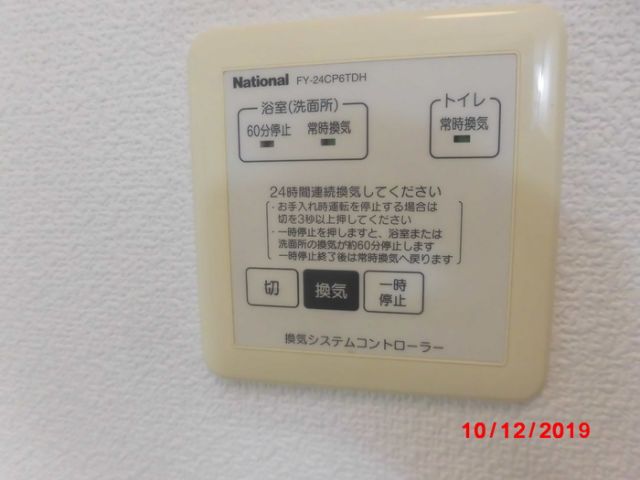 National FY-24CP6TDH
浴室(洗面所) トイレ
60分停止 常時換気 常時換気
24時間連続換気してください
・お手入れ時運転を停止する場合は
切を3秒以上押してください
・一時停止を押しますと、浴室または
洗面所の換気が約60分停止します
一時停止終了後は常時換気へ戻ります
切 換気 一時
停止
換気システムコントローラー
10/12/2019